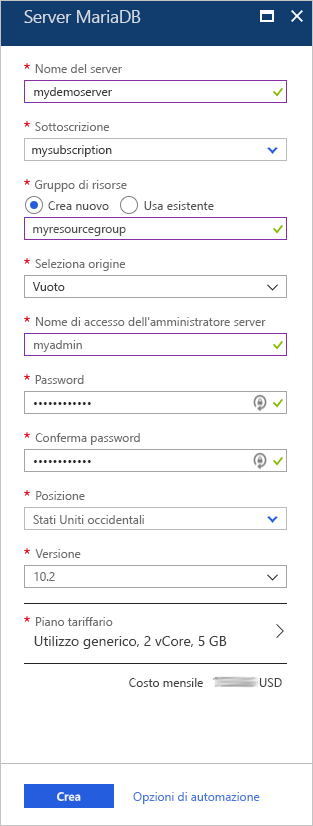 Server MariaDB
* Nome del server
mydemoserver
* Sottoscrizione
mysubscription
* Gruppo di risorse
Crea nuovo Usa esistente
myresourcegroup
* Seleziona origine
Vuoto
* Nome di accesso dell'amministratore server
myadmin
* Password
••••••••••••
* Conferma password
••••••••••••
* Posizione
Stati Uniti occidentali
* Versione
10.2
* Piano tariffario
Utilizzo generico, 2 vCore, 5 GB
Costo mensile USD
Crea Opzioni di automazione